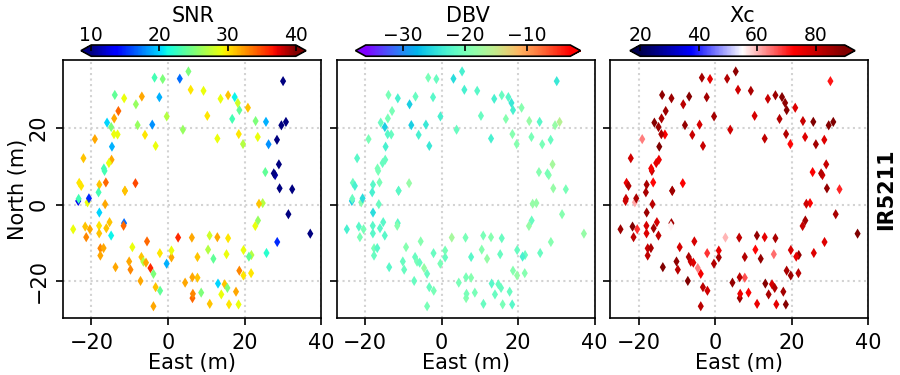 SNR DBV Xc
10 20 30 40 −30 −20 −10 20 40 60 80
20
0
−20
North (m)
IR5211
−20 0 20 40 −20 0 20 40 −20 0 20 40
East (m) East (m) East (m)